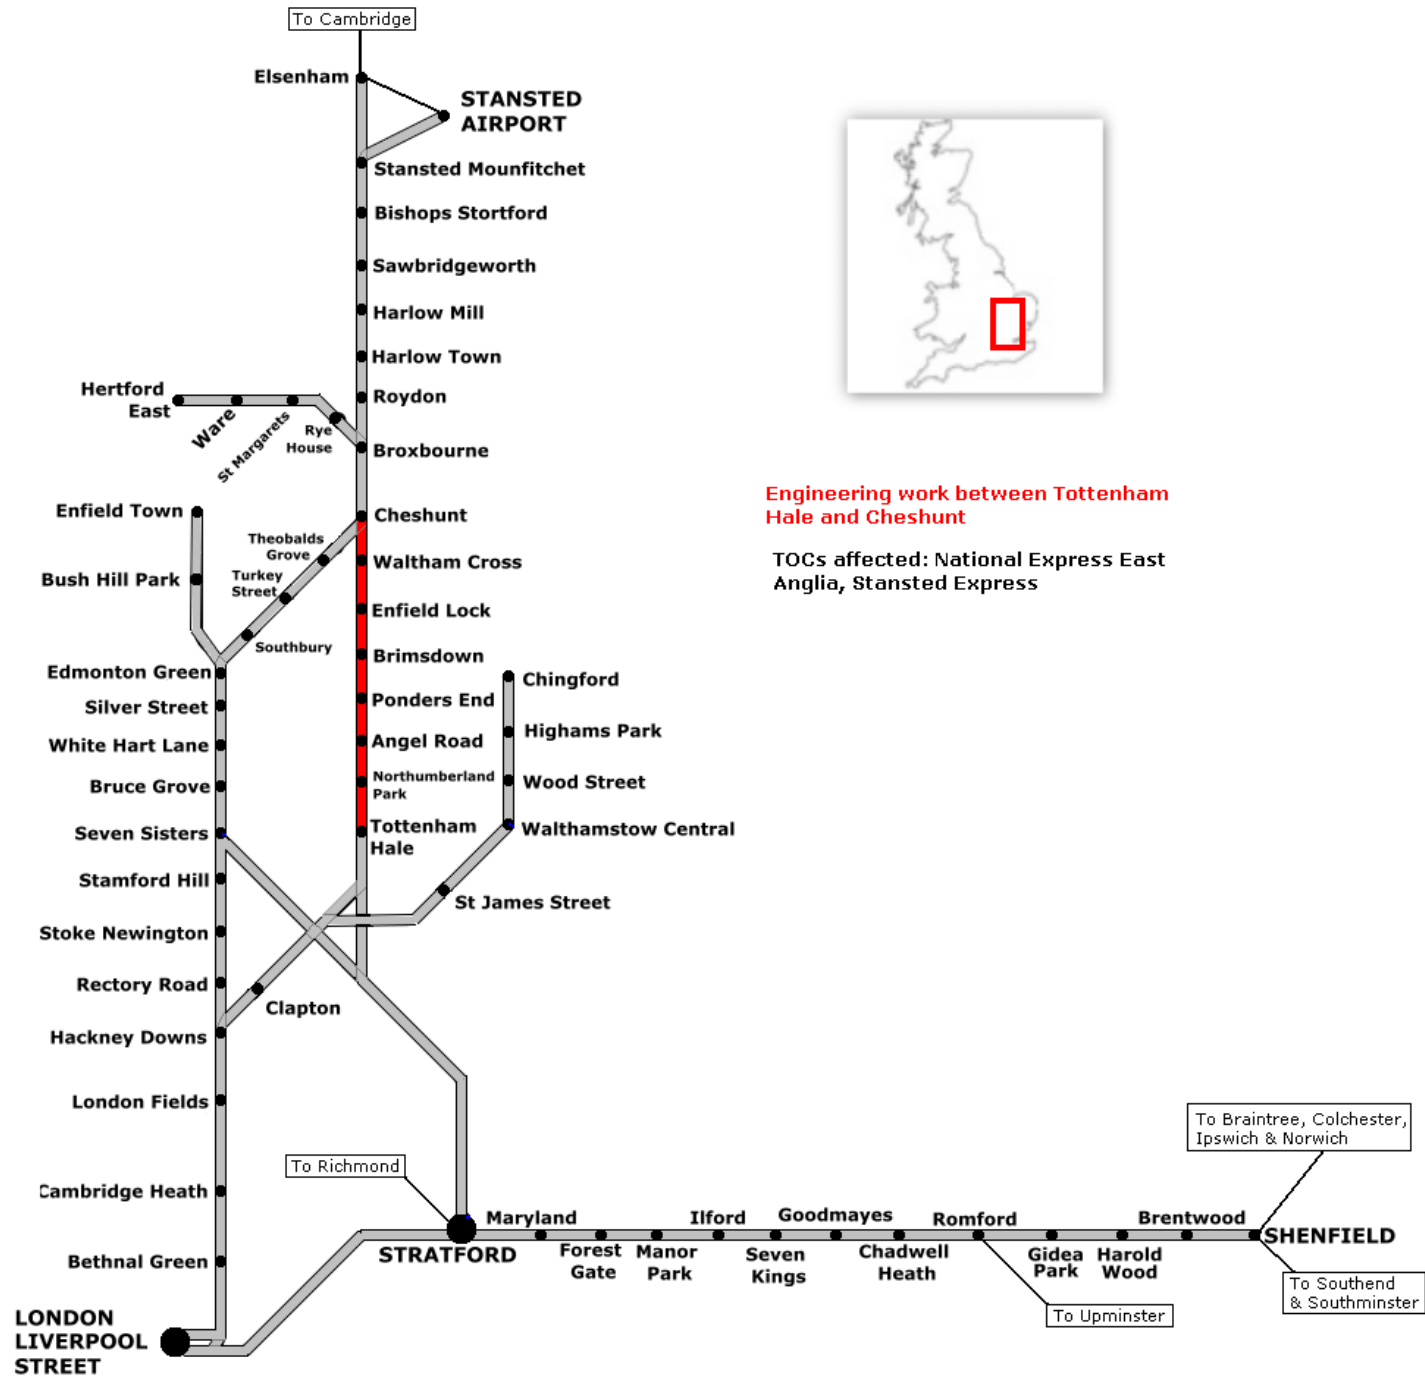 To Cambridge
Elsenham
STANSTED
AIRPORT
Stansted Mounfitchet
Bishops Stortford
Sawbridgeworth
Harlow Mill
Harlow Town
Hertford
East
Ware
St Margarets
Rye
House
Roydon
Broxbourne
Enfield Town
Bush Hill Park
Cheshunt
Theobalds
Grove
Turkey
Street
Southbury
Waltham Cross
Enfield Lock
Brimsdown
Ponders End
Angel Road
Northumberland
Park
Tottenham
Hale
Engineering work between Tottenham
Hale and Cheshunt
TOCs affected: National Express East
Anglia, Stansted Express
Chingford
Highams Park
Wood Street
Walthamstow Central
St James Street
Edmonton Green
Silver Street
White Hart Lane
Bruce Grove
Seven Sisters
Stamford Hill
Stoke Newington
Rectory Road
Clapton
Hackney Downs
London Fields
Cambridge Heath
Bethnal Green
LONDON
LIVERPOOL
STREET
To Richmond
STRATFORD
Maryland
Forest
Gate
Manor
Park
Ilford
Seven
Kings
Goodmayes
Chadwell
Heath
Romford
To Upminster
Gidea
Park
Harold
Wood
Brentwood
SHENFIELD
To Braintree, Colchester,
Ipswich & Norwich
To Southend
& Southminster